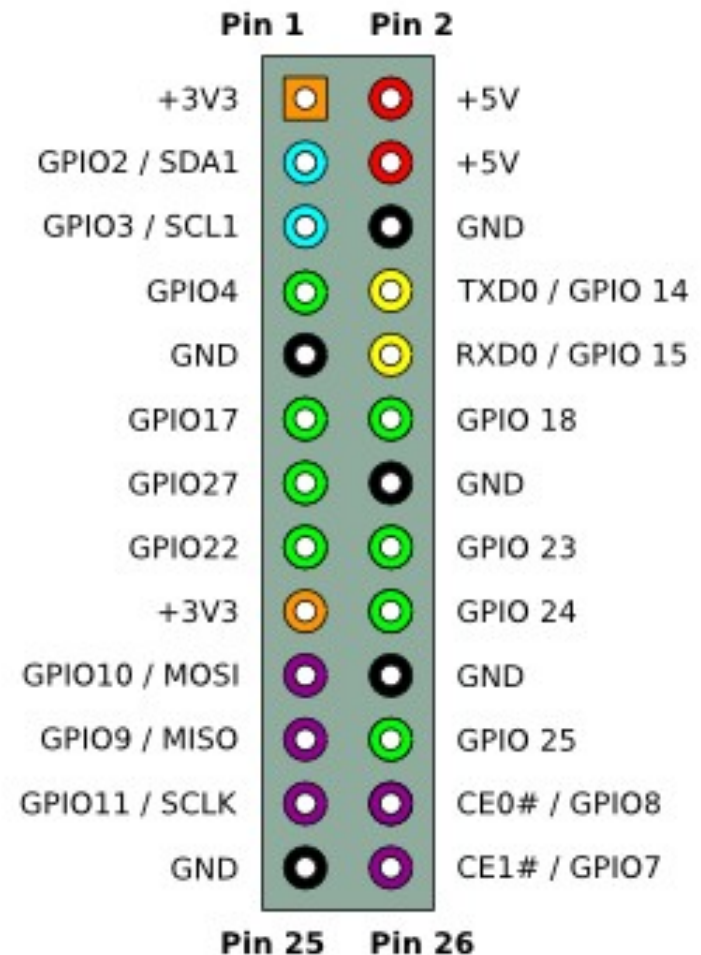 Pin 1 Pin 2
+3V3 +5V
GPIO2 / SDA1 +5V
GPIO3 / SCL1 GND
GPIO4 TXD0 / GPIO 14
GND RXD0 / GPIO 15
GPIO17 GPIO 18
GPIO27 GND
GPIO22 GPIO 23
+3V3 GPIO 24
GPIO10 / MOSI GND
GPIO9 / MISO GPIO 25
GPIO11 / SCLK CE0# / GPIO8
GND CE1# / GPIO7
Pin 25 Pin 26